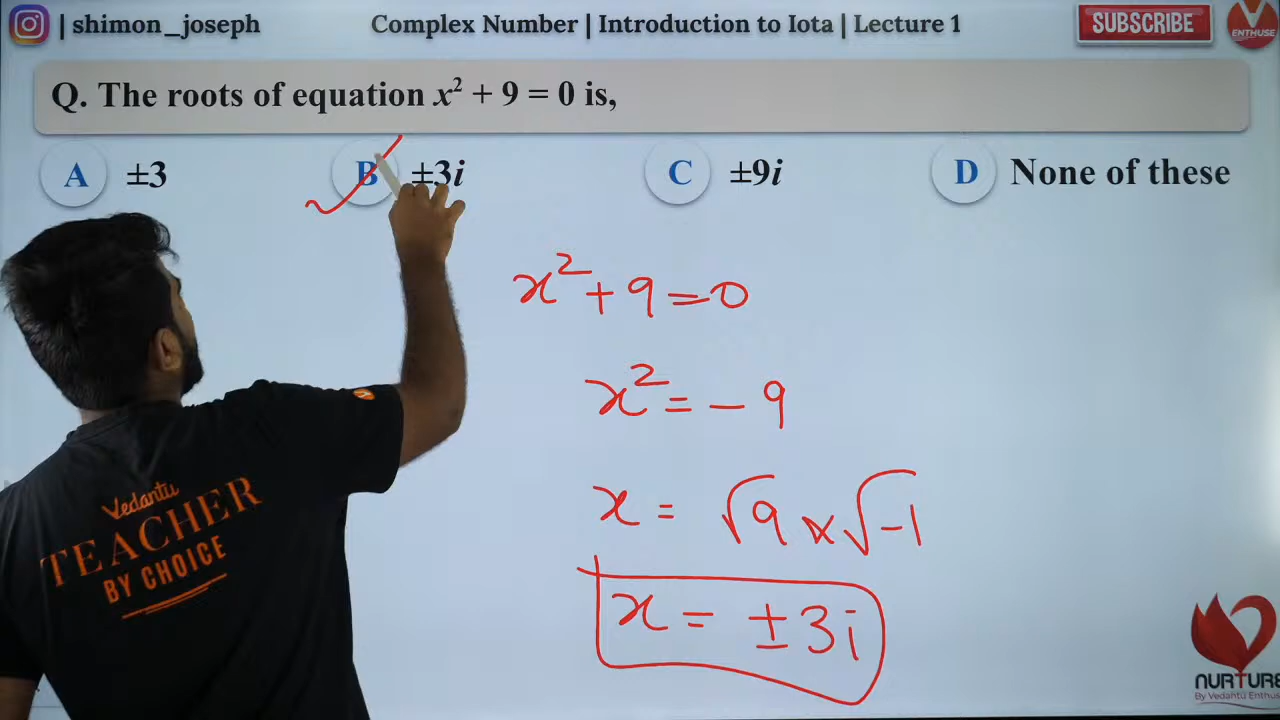 | shimon_joseph
Complex Number | Introduction to Iota | Lecture 1
SUBSCRIBE
V
ENTHUSE
Q. The roots of equation x² + 9 = 0 is,
A ±3
B ±3i
C ±9i
D None of these
x² + 9 = 0
x² = - 9
x = √9 × √-1
x = ±3i
Vedantu
TEACHER
BY CHOICE
NURTURE
By Vedantu Enthuse